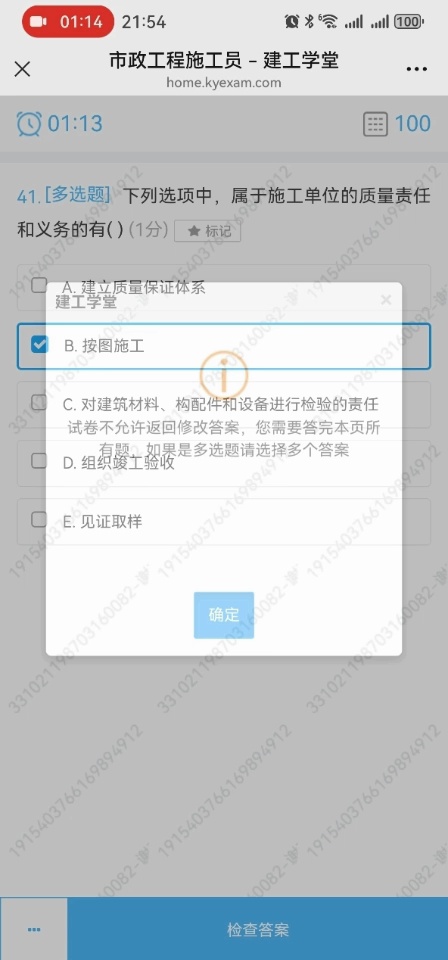 01:14 21:54 6 100
市政工程施工员 – 建工学堂
home.kyexam.com
01:13 100
41. [多选题] 下列选项中，属于施工单位的质量责任
和义务的有( ) (1分) ★ 标记
A. 建立质量保证体系
建工学堂 ×
B. 按图施工
C. 对建筑材料、构配件和设备进行检验的责任
试卷不允许返回修改答案，您需要答完本页所
有题，如果是多选题请选择多个答案
D. 组织竣工验收
E. 见证取样
确定
检查答案